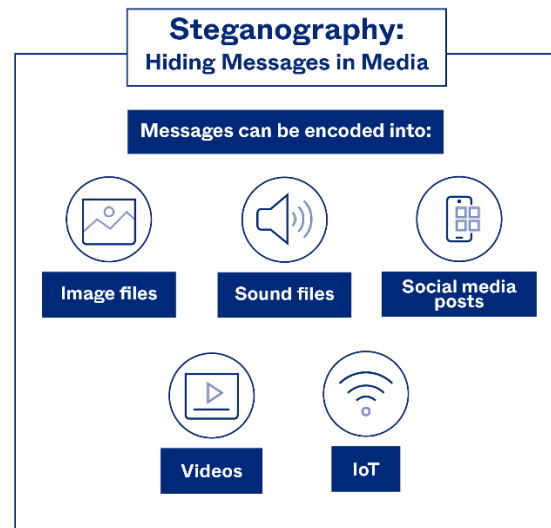 Steganography:
Hiding Messages in Media
Messages can be encoded into:
Image files
Sound files
Social media
posts
Videos
IoT